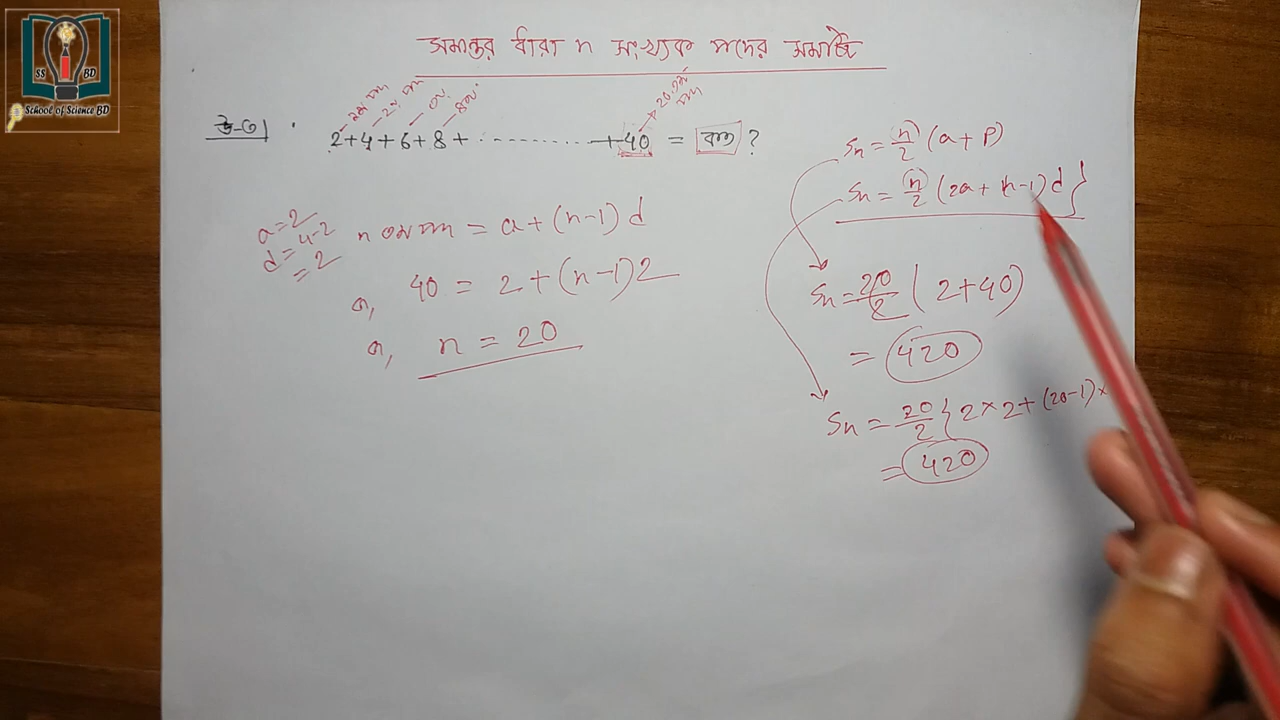 SS BD
School of Science BD
সমান্তর ধারা n সংখ্যক পদের সমষ্টি
১ম পদ ২য় পদ ৩য় ৪র্থ ২০তম পদ
2+4+6+8+...............+40 = কত ?
a=2
d=4-2
=2
n তম পদ = a+(n-1)d
বা, 40 = 2+(n-1)2
বা, n = 20
Sn = n/2 (a+P)
Sn = n/2 (2a+ n-1)d}
Sn = 20/2 (2+40)
= 420
Sn = 20/2 {2×2+(20-1)×
= 420